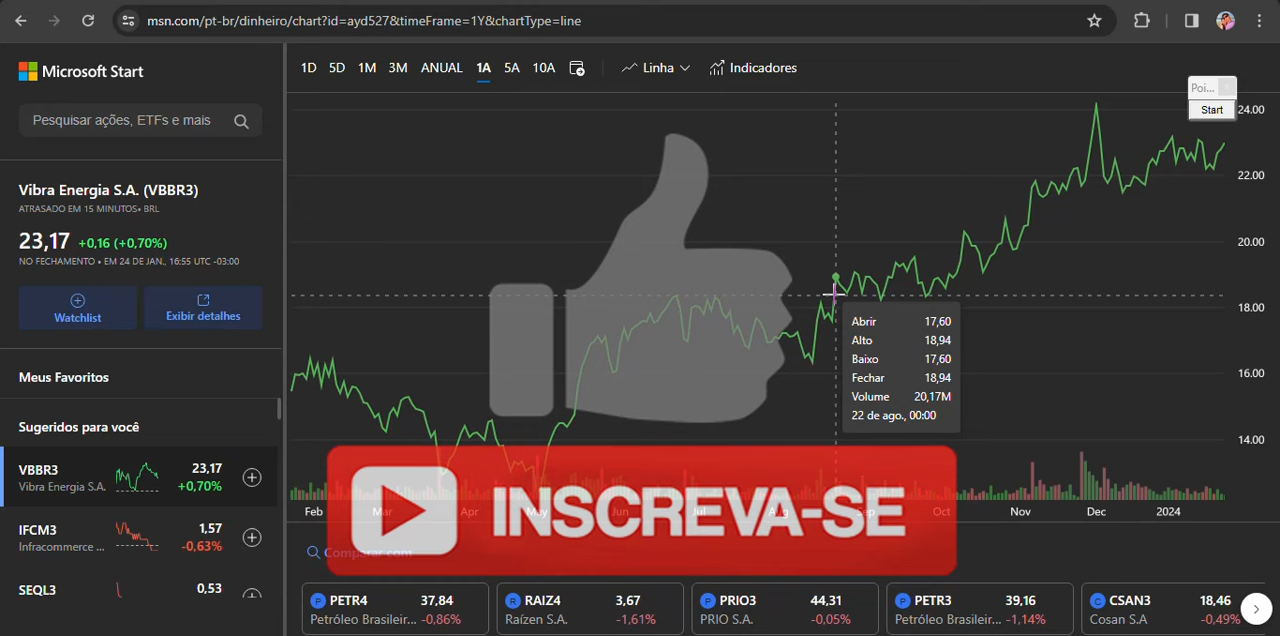 msn.com/pt-br/dinheiro/chart?id=ayd527&timeFrame=1Y&chartType=line
Microsoft Start
Pesquisar ações, ETFs e mais
Vibra Energia S.A. (VBBR3)
ATRASADO EM 15 MINUTOS• BRL
23,17 +0,16 (+0,70%)
NO FECHAMENTO • EM 24 DE JAN., 16:55 UTC -03:00
Watchlist
Exibir detalhes
Meus Favoritos
Sugeridos para você
VBBR3 23,17
Vibra Energia S.A. +0,70%
IFCM3 1,57
Infracommerce ... -0,63%
SEQL3 0,53
1D 5D 1M 3M ANUAL 1A 5A 10A Linha Indicadores
Poi...
Start
24.00
22.00
20.00
18.00
16.00
14.00
Abrir 17,60
Alto 18,94
Baixo 17,60
Fechar 18,94
Volume 20,17M
22 de ago., 00:00
Feb Mar Apr May Jun Jul Aug Sep Oct Nov Dec 2024
INSCREVA-SE
Comparar com
P PETR4 37,84
Petróleo Brasileir... -0,86%
R RAIZ4 3,67
Raízen S.A. -1,61%
P PRIO3 44,31
PRIO S.A. -0,05%
P PETR3 39,16
Petróleo Brasileir... -1,14%
C CSAN3 18,46
Cosan S.A -0,49%